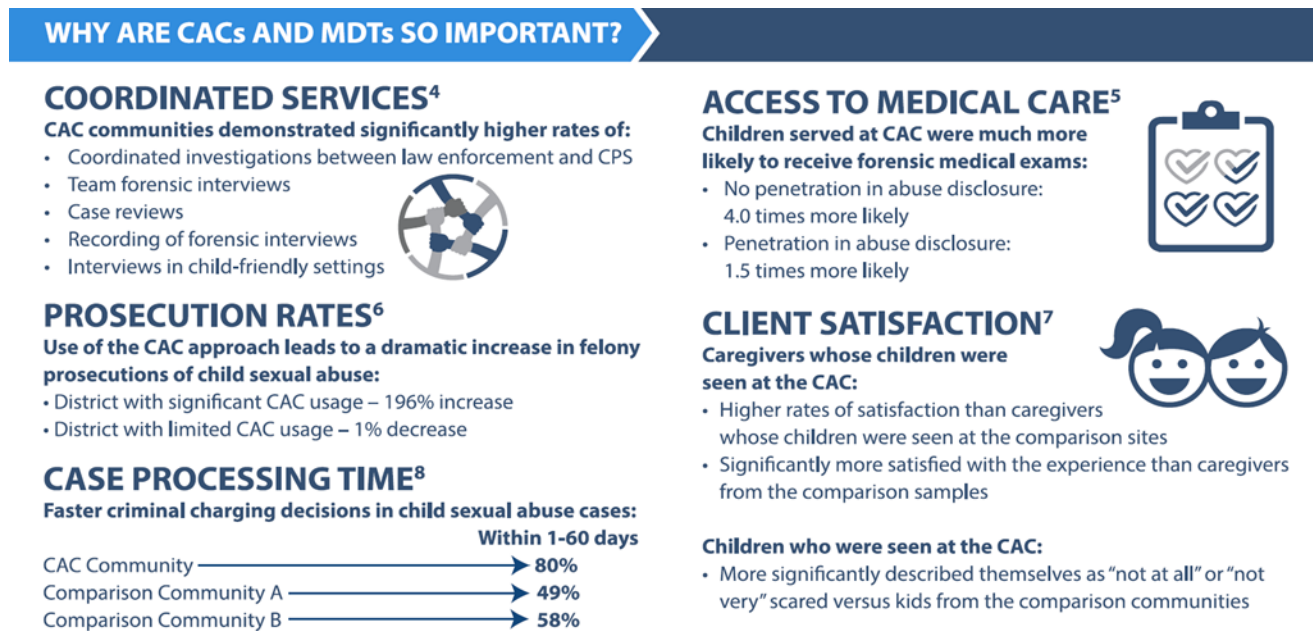 WHY ARE CACs AND MDTs SO IMPORTANT?
COORDINATED SERVICES⁴
CAC communities demonstrated significantly higher rates of:
• Coordinated investigations between law enforcement and CPS
• Team forensic interviews
• Case reviews
• Recording of forensic interviews
• Interviews in child-friendly settings
PROSECUTION RATES⁶
Use of the CAC approach leads to a dramatic increase in felony
prosecutions of child sexual abuse:
• District with significant CAC usage – 196% increase
• District with limited CAC usage – 1% decrease
CASE PROCESSING TIME⁸
Faster criminal charging decisions in child sexual abuse cases:
Within 1-60 days
CAC Community 80%
Comparison Community A 49%
Comparison Community B 58%
ACCESS TO MEDICAL CARE⁵
Children served at CAC were much more
likely to receive forensic medical exams:
• No penetration in abuse disclosure:
4.0 times more likely
• Penetration in abuse disclosure:
1.5 times more likely
CLIENT SATISFACTION⁷
Caregivers whose children were
seen at the CAC:
• Higher rates of satisfaction than caregivers
whose children were seen at the comparison sites
• Significantly more satisfied with the experience than caregivers
from the comparison samples
Children who were seen at the CAC:
• More significantly described themselves as “not at all” or “not
very” scared versus kids from the comparison communities